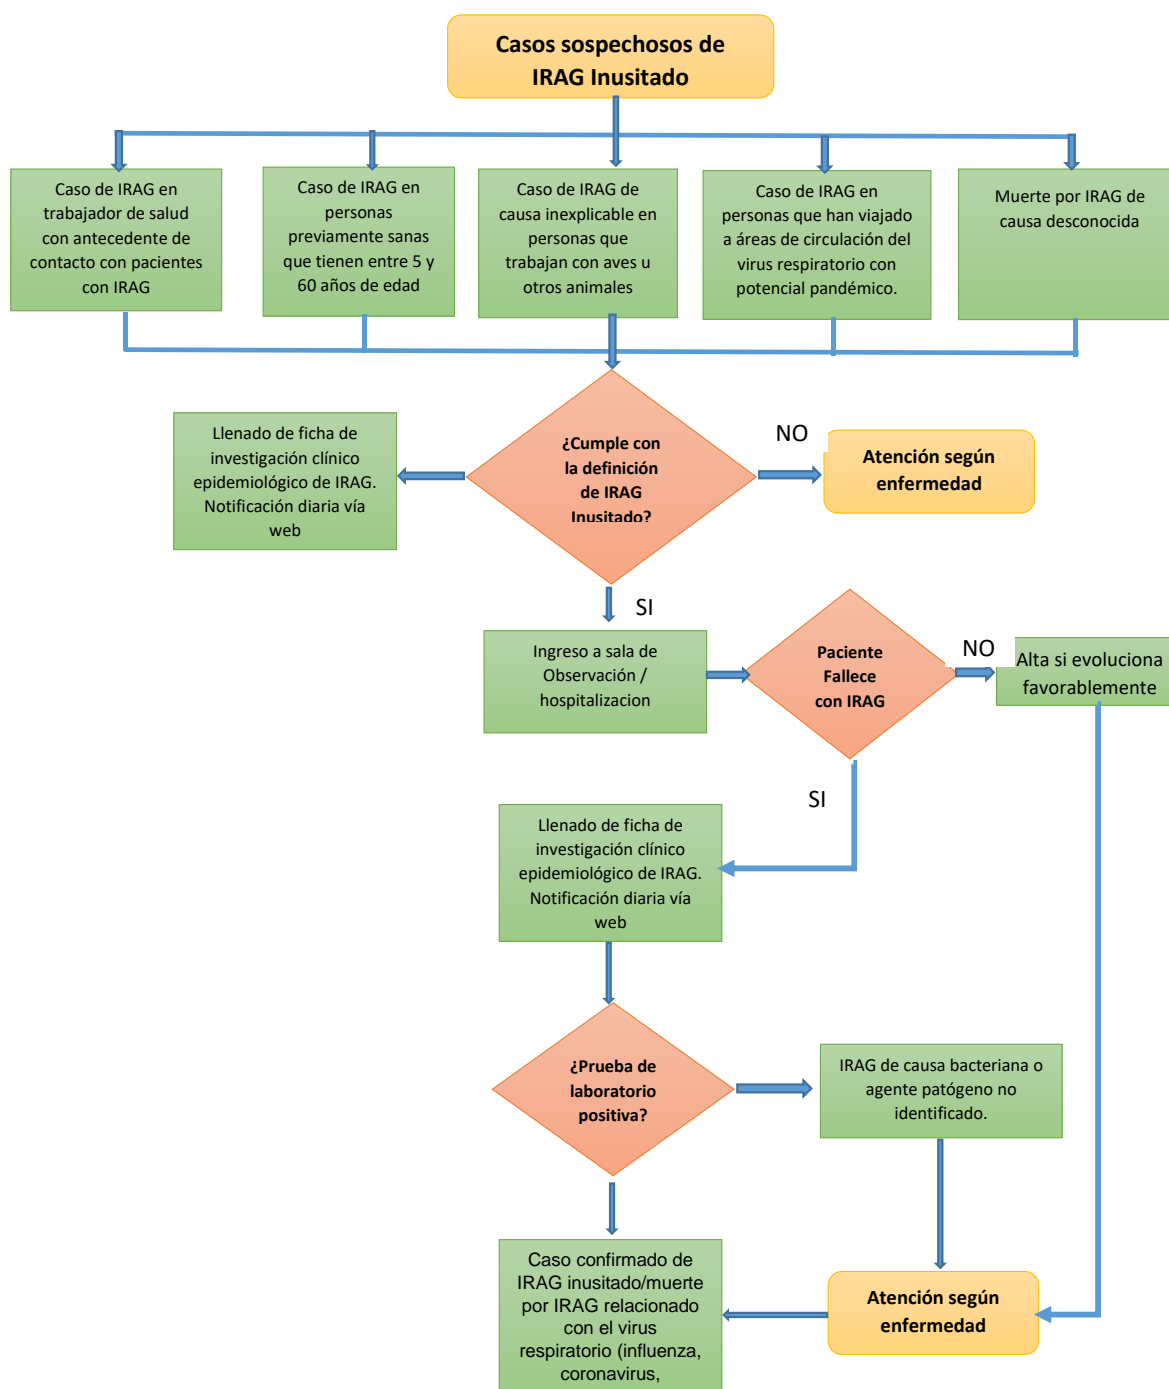 Casos sospechosos de
IRAG Inusitado
Caso de IRAG en
trabajador de salud
con antecedente de
contacto con pacientes
con IRAG
Caso de IRAG en
personas
previamente sanas
que tienen entre 5 y
60 años de edad
Caso de IRAG de
causa inexplicable en
personas que
trabajan con aves u
otros animales
Caso de IRAG en
personas que han viajado
a áreas de circulación del
virus respiratorio con
potencial pandémico.
Muerte por IRAG de
causa desconocida
Llenado de ficha de
investigación clínico
epidemiológico de IRAG.
Notificación diaria vía
web
¿Cumple con
la definición
de IRAG
Inusitado?
NO
Atención según
enfermedad
SI
Ingreso a sala de
Observación /
hospitalizacion
Paciente
Fallece
con IRAG
NO
Alta si evoluciona
favorablemente
SI
Llenado de ficha de
investigación clínico
epidemiológico de IRAG.
Notificación diaria vía
web
¿Prueba de
laboratorio
positiva?
IRAG de causa bacteriana o
agente patógeno no
identificado.
Caso confirmado de
IRAG inusitado/muerte
por IRAG relacionado
con el virus
respiratorio (influenza,
coronavirus,
Atención según
enfermedad